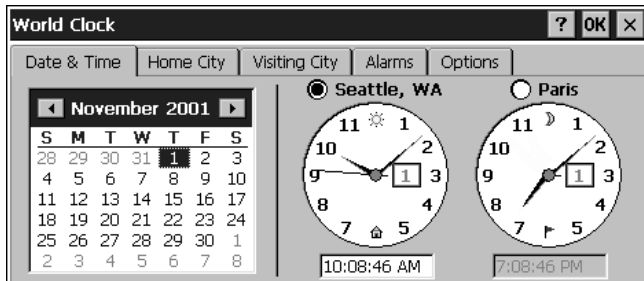 World Clock ? OK ×
Date & Time Home City Visiting City Alarms Options
November 2001
S M T W T F S
28 29 30 31 1 2 3
4 5 6 7 8 9 10
11 12 13 14 15 16 17
18 19 20 21 22 23 24
25 26 27 28 29 30 1
2 3 4 5 6 7 8
Seattle, WA
11 1
10 2
9 1 3
8 4
7 5
10:08:46 AM
Paris
11 1
10 2
9 1 3
8 4
7 5
7:08:46 PM